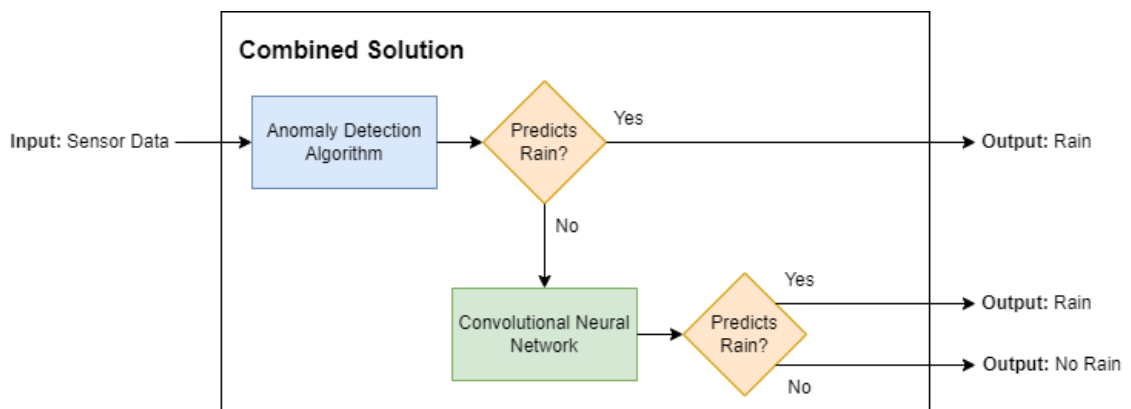 Combined Solution
Input: Sensor Data
Anomaly Detection
Algorithm
Predicts
Rain?
Yes
Output: Rain
No
Convolutional Neural
Network
Predicts
Rain?
Yes
Output: Rain
No
Output: No Rain